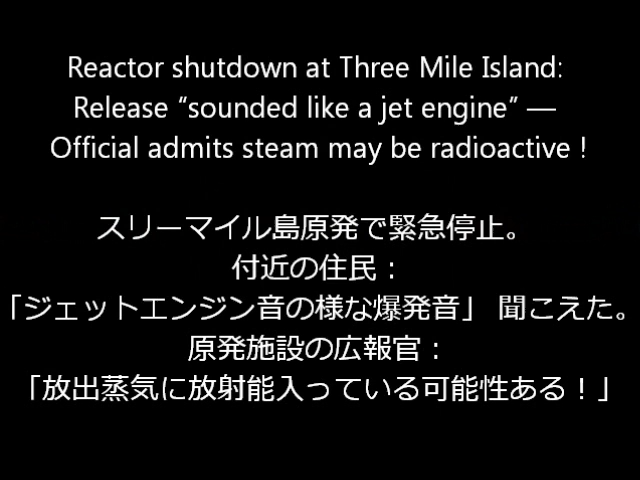 Reactor shutdown at Three Mile Island:
Release “sounded like a jet engine” —
Official admits steam may be radioactive !
スリーマイル島原発で緊急停止。
付近の住民：
「ジェットエンジン音の様な爆発音」 聞こえた。
原発施設の広報官：
「放出蒸気に放射能入っている可能性ある！」